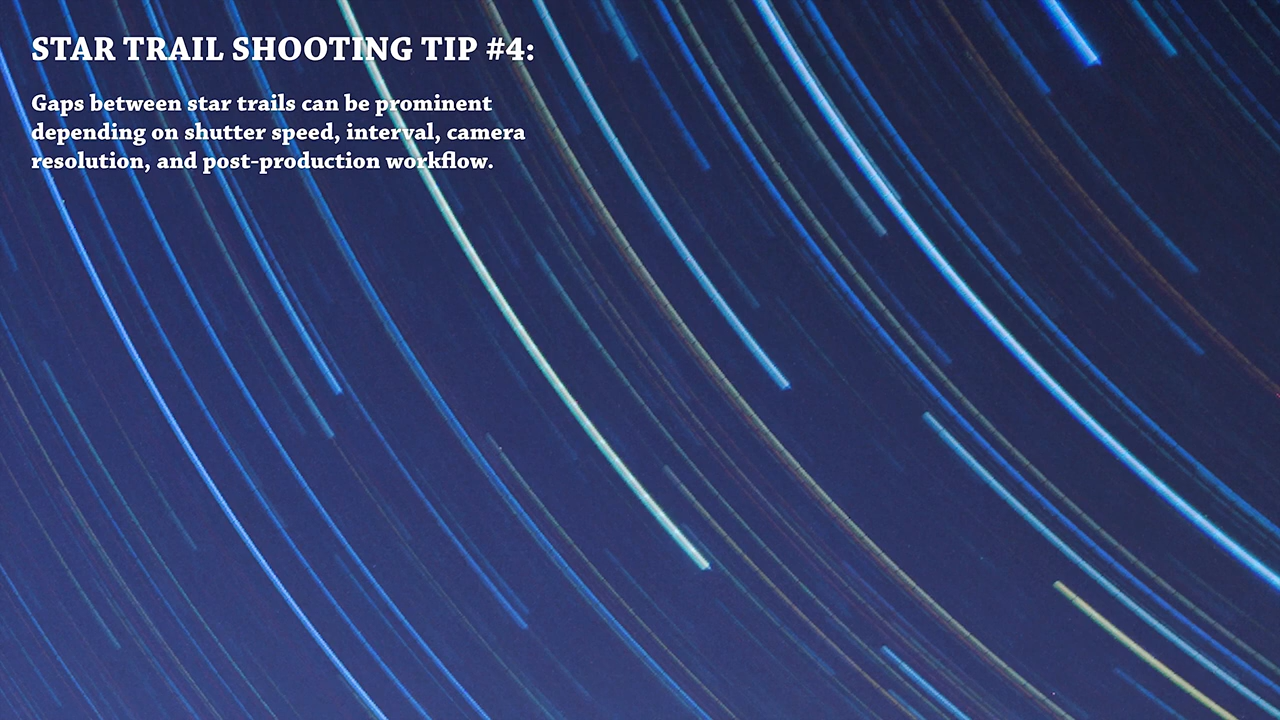 STAR TRAIL SHOOTING TIP #4:
Gaps between star trails can be prominent
depending on shutter speed, interval, camera
resolution, and post-production workflow.